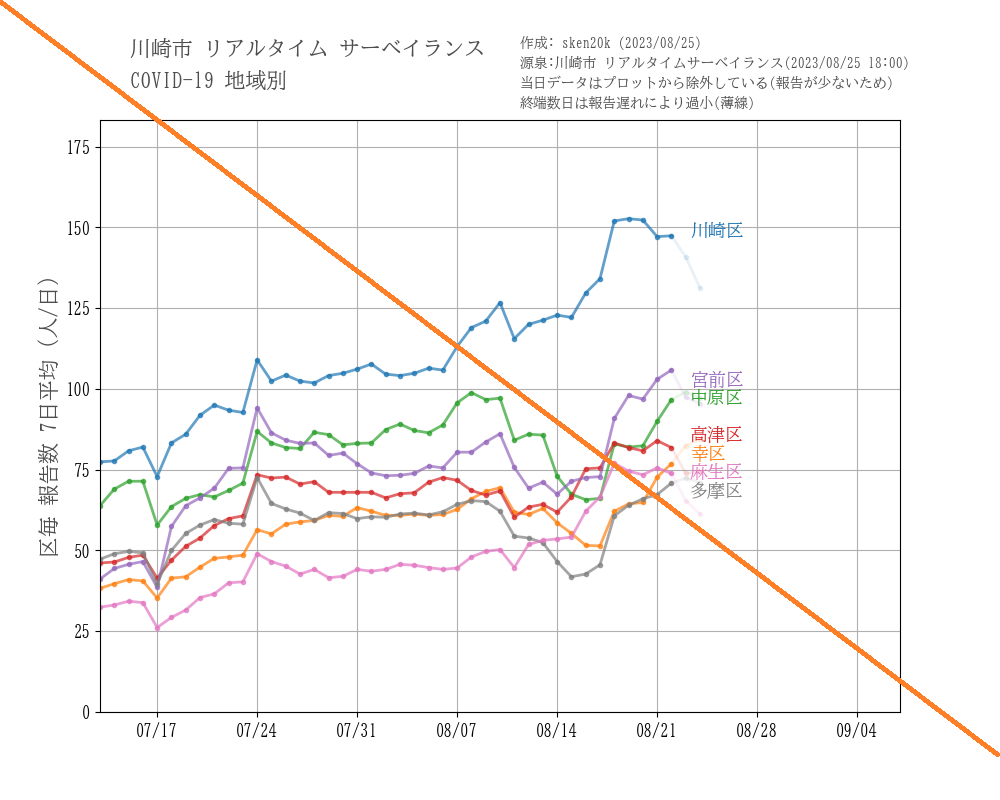 川崎市 リアルタイム サーベイランス
COVID-19 地域別
作成: sken20k (2023/08/25)
源泉:川崎市 リアルタイムサーベイランス(2023/08/25 18:00)
当日データはプロットから除外している(報告が少ないため)
終端数日は報告遅れにより過小(薄線)
区毎 報告数 7日平均 (人/日)
175
150
125
100
75
50
25
0
川崎区
宮前区
中原区
高津区
幸区
麻生区
多摩区
07/17 07/24 07/31 08/07 08/14 08/21 08/28 09/04